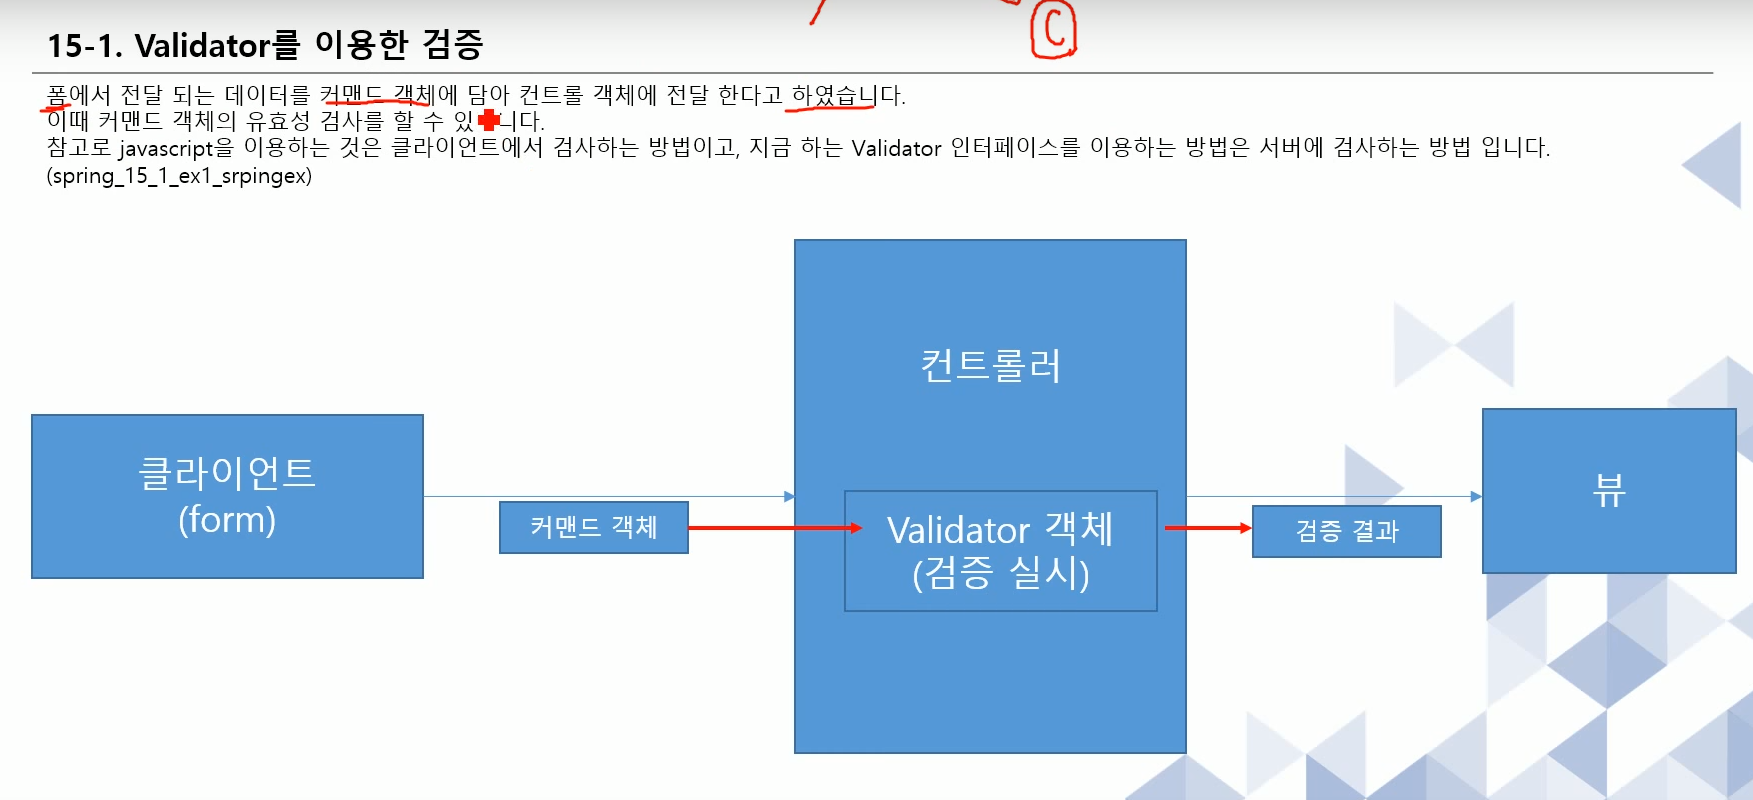 C
15-1. Validator를 이용한 검증
폼에서 전달 되는 데이터를 커맨드 객체에 담아 컨트롤 객체에 전달 한다고 하였습니다.
이때 커맨드 객체의 유효성 검사를 할 수 있니다.
참고로 javascript을 이용하는 것은 클라이언트에서 검사하는 방법이고, 지금 하는 Validator 인터페이스를 이용하는 방법은 서버에 검사하는 방법 입니다.
(spring_15_1_ex1_srpingex)
컨트롤러
클라이언트
(form)
커맨드 객체
Validator 객체
(검증 실시)
검증 결과
뷰